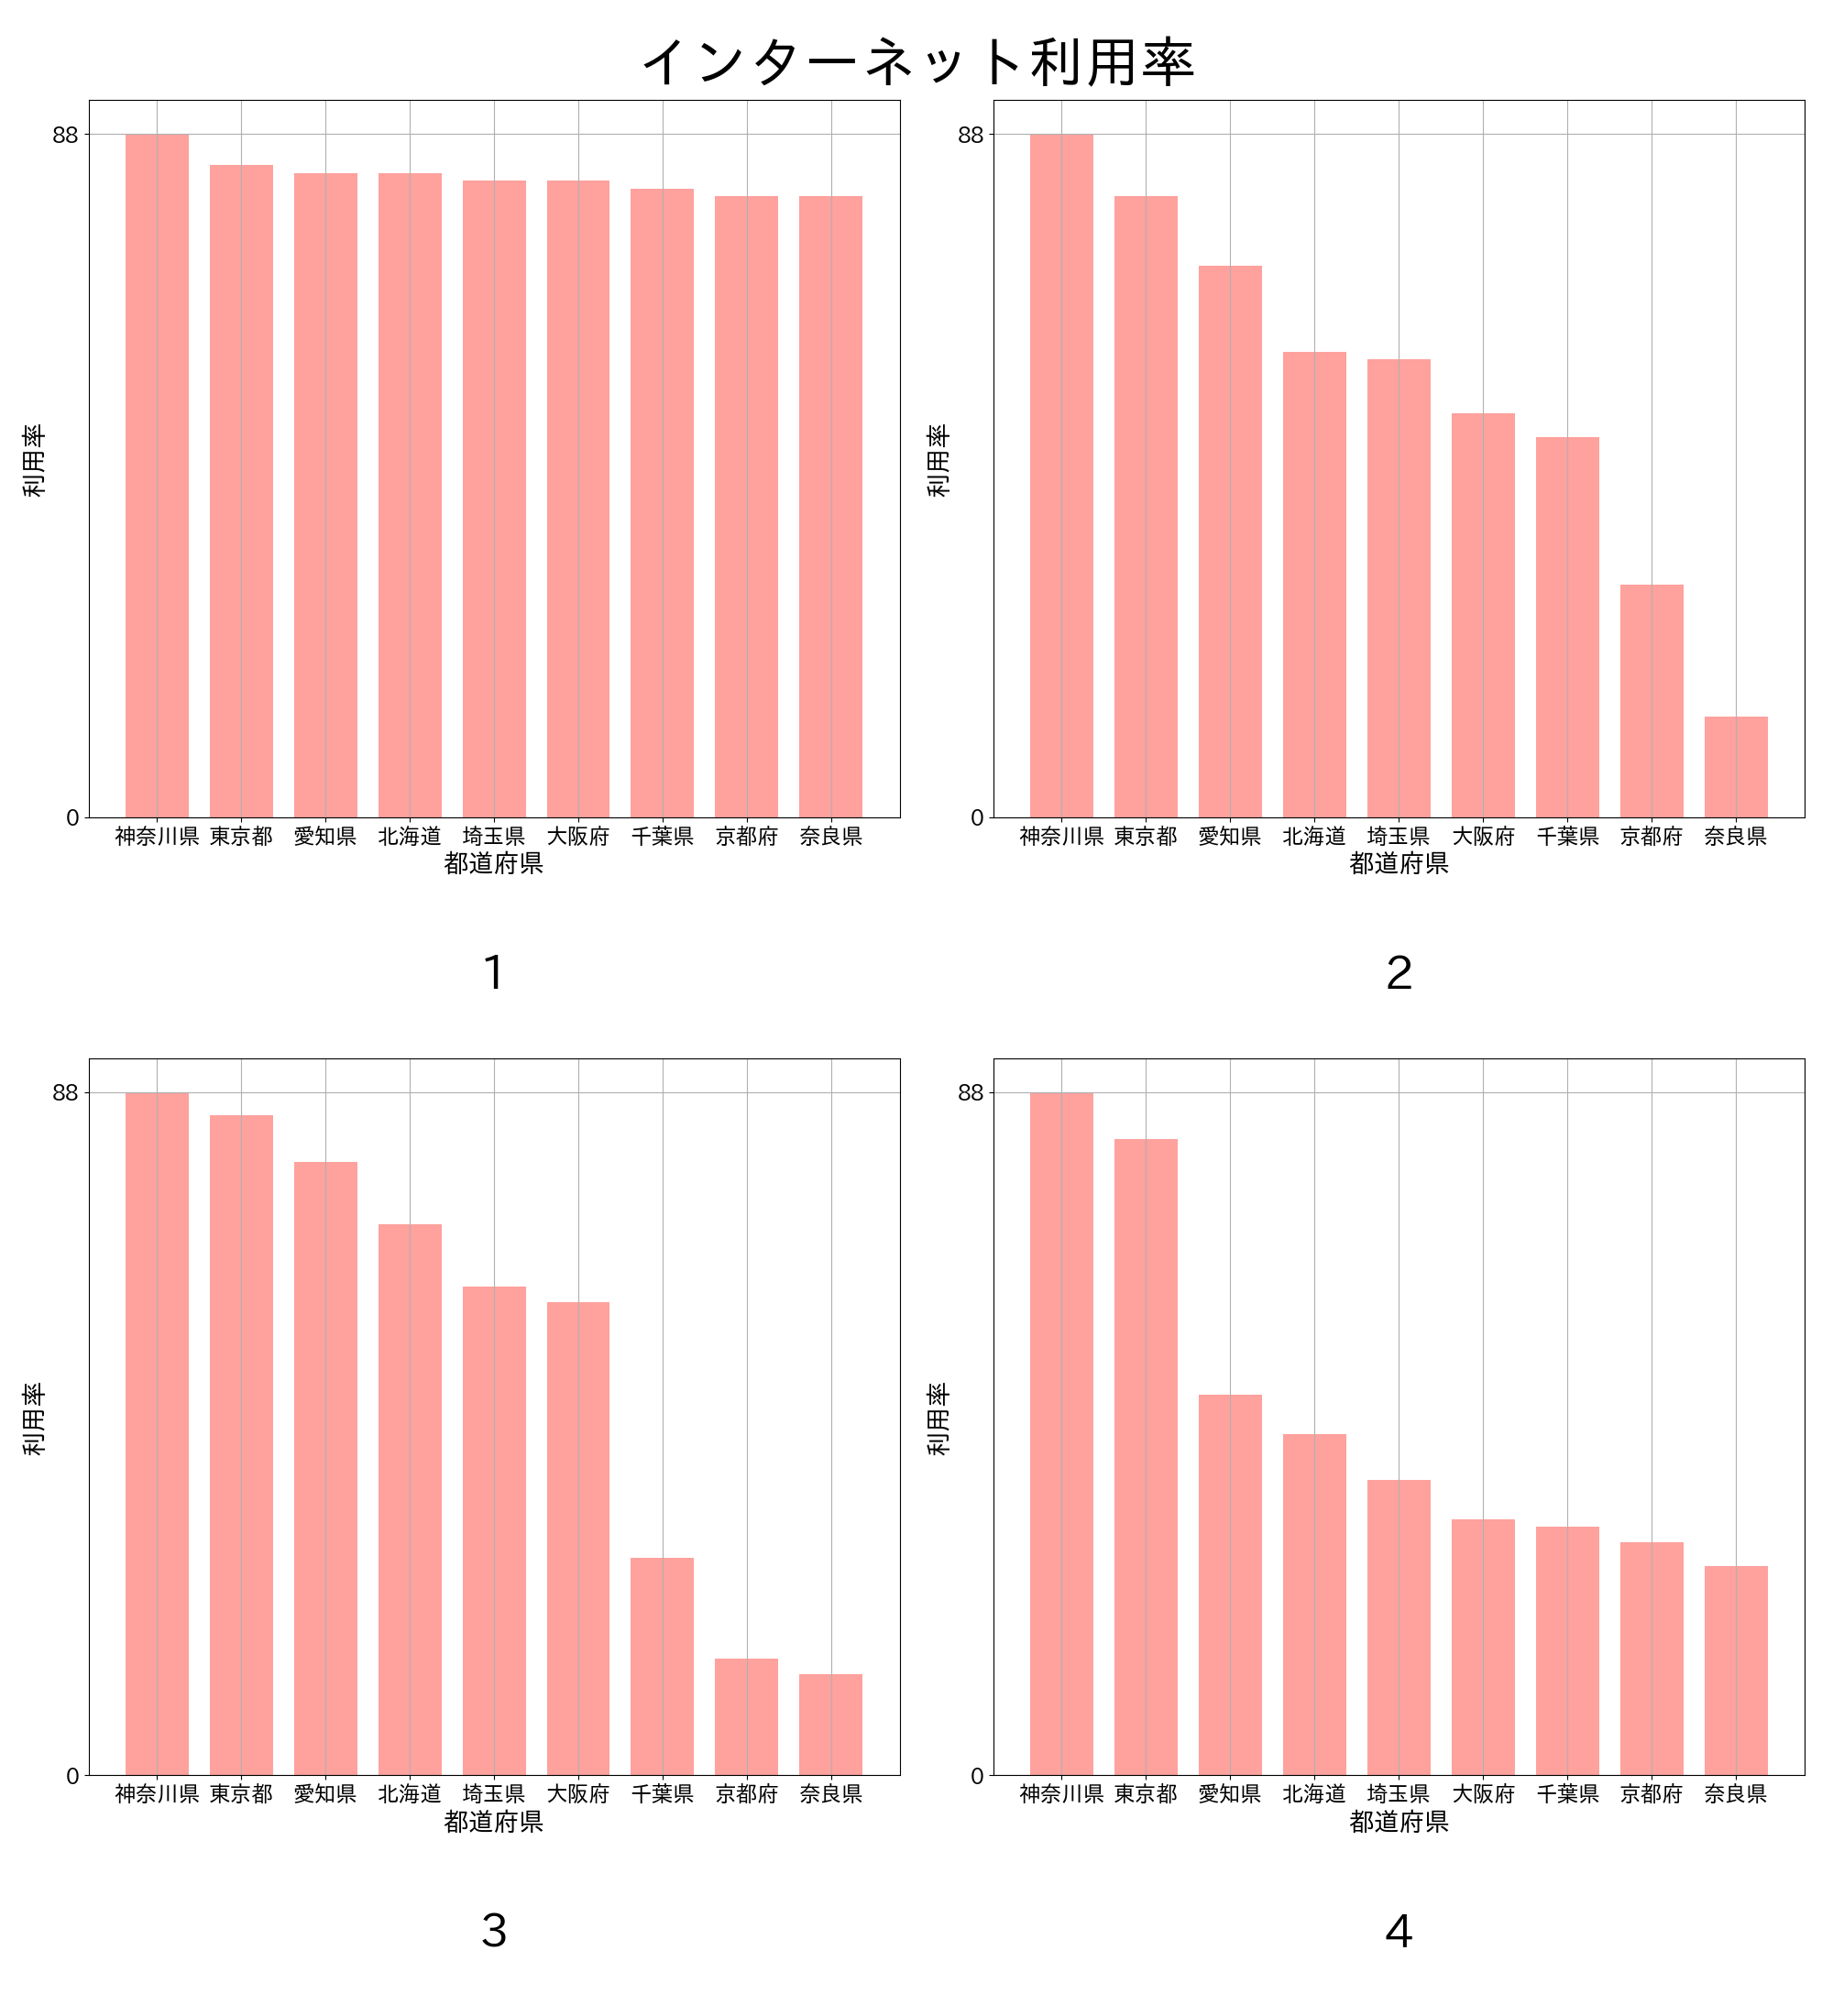 インターネット利用率
88
0
利用率
神奈川県 東京都 愛知県 北海道 埼玉県 大阪府 千葉県 京都府 奈良県
都道府県
1
88
0
利用率
神奈川県 東京都 愛知県 北海道 埼玉県 大阪府 千葉県 京都府 奈良県
都道府県
2
88
0
利用率
神奈川県 東京都 愛知県 北海道 埼玉県 大阪府 千葉県 京都府 奈良県
都道府県
3
88
0
利用率
神奈川県 東京都 愛知県 北海道 埼玉県 大阪府 千葉県 京都府 奈良県
都道府県
4